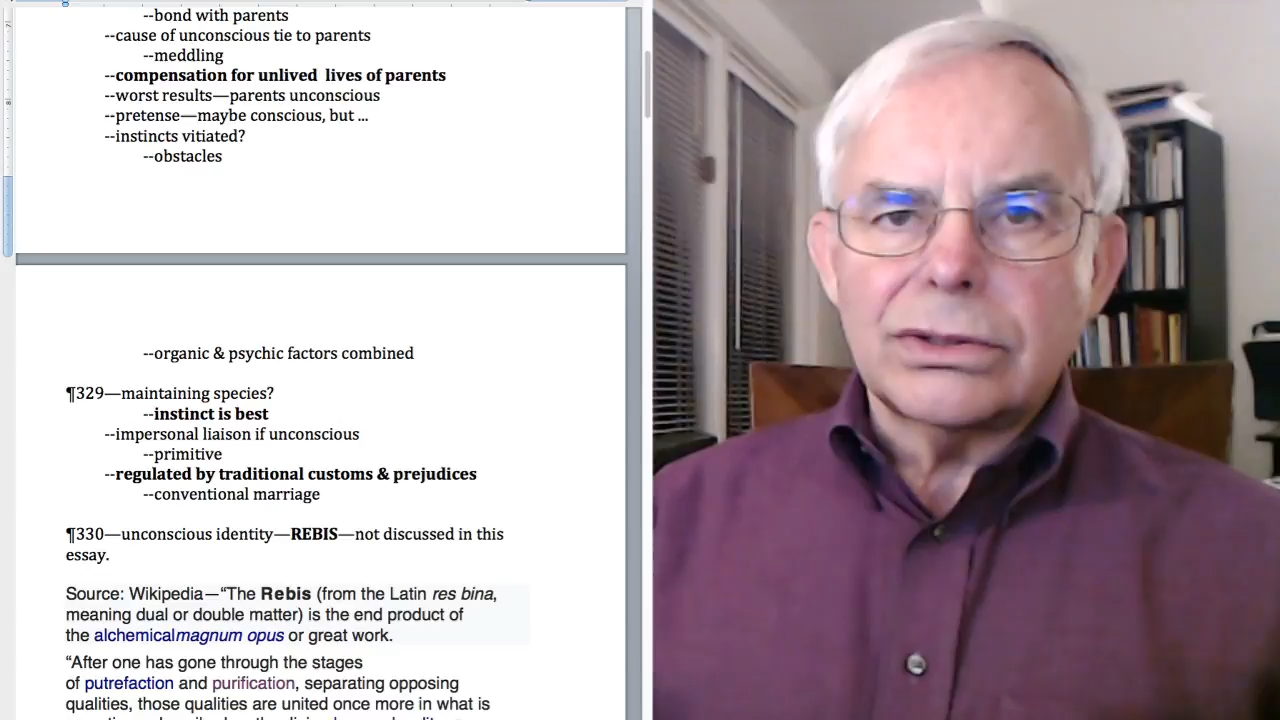 --bond with parents
--cause of unconscious tie to parents
--meddling
--compensation for unlived lives of parents
--worst results—parents unconscious
--pretense—maybe conscious, but ...
--instincts vitiated?
--obstacles
--organic & psychic factors combined
¶329—maintaining species?
--instinct is best
--impersonal liaison if unconscious
--primitive
--regulated by traditional customs & prejudices
--conventional marriage
¶330—unconscious identity—REBIS—not discussed in this
essay.
Source: Wikipedia—“The Rebis (from the Latin res bina,
meaning dual or double matter) is the end product of
the alchemicalmagnum opus or great work.
“After one has gone through the stages
of putrefaction and purification, separating opposing
qualities, those qualities are united once more in what is